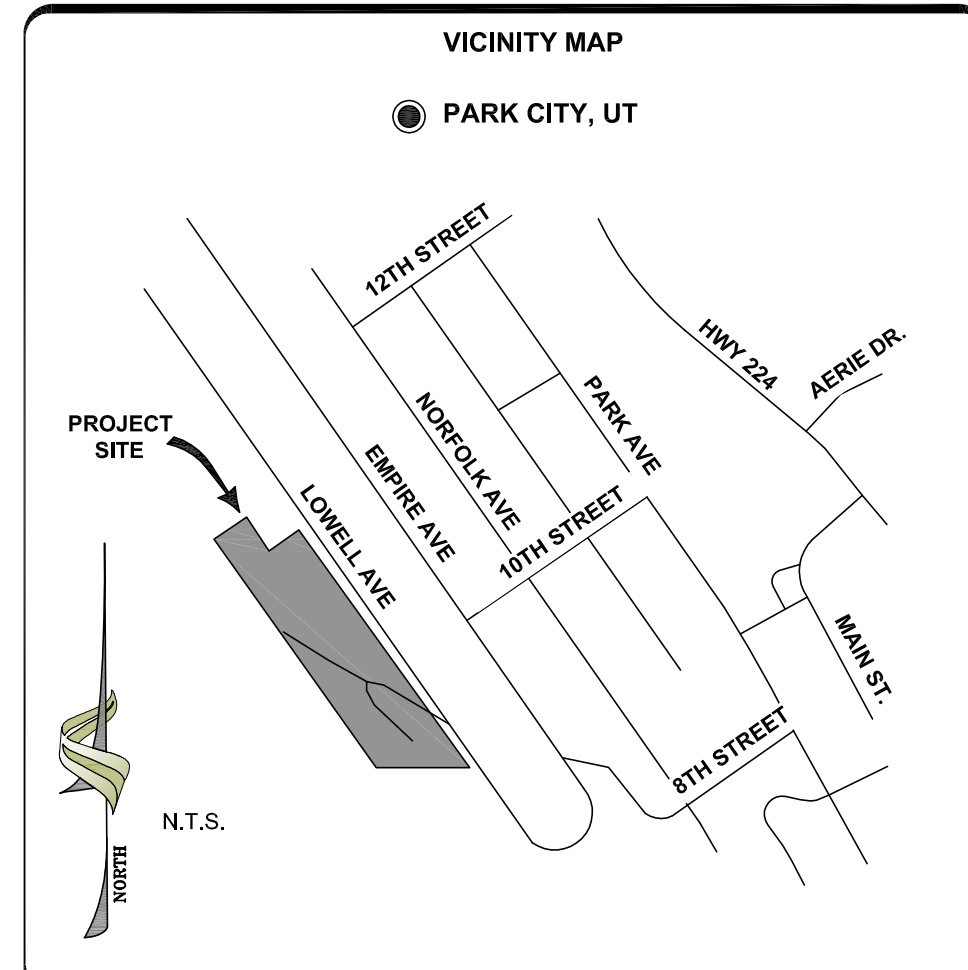 VICINITY MAP
PARK CITY, UT
12TH STREET
HWY 224
AERIE DR.
PARK AVE
NORFOLK AVE
PROJECT
SITE
EMPIRE AVE
LOWELL AVE
10TH STREET
MAIN ST.
8TH STREET
N.T.S.
NORTH